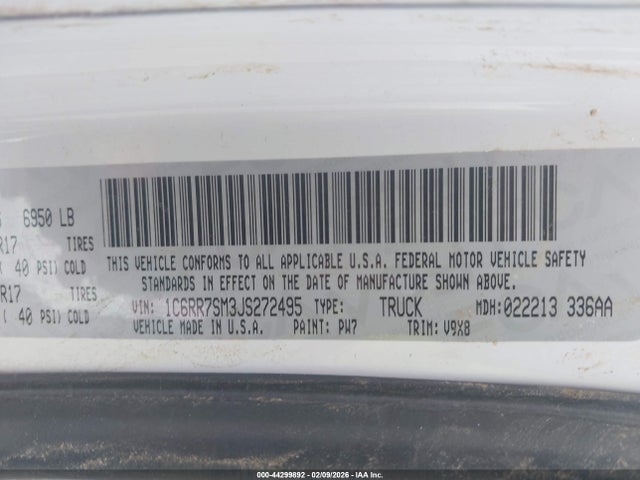 6950 LB
R17 TIRES
40 PSI) COLD
R17 TIRES
( 40 PSI) COLD
THIS VEHICLE CONFORMS TO ALL APPLICABLE U.S.A. FEDERAL MOTOR VEHICLE SAFETY
STANDARDS IN EFFECT ON THE DATE OF MANUFACTURE SHOWN ABOVE.
VIN: 1C6RR7SM3JS272495 TYPE: TRUCK MDH:022213 336AA
VEHICLE MADE IN U.S.A. PAINT: PW7 TRIM: V9X8
000-44299892 - 02/09/2026 - IAAI Inc.